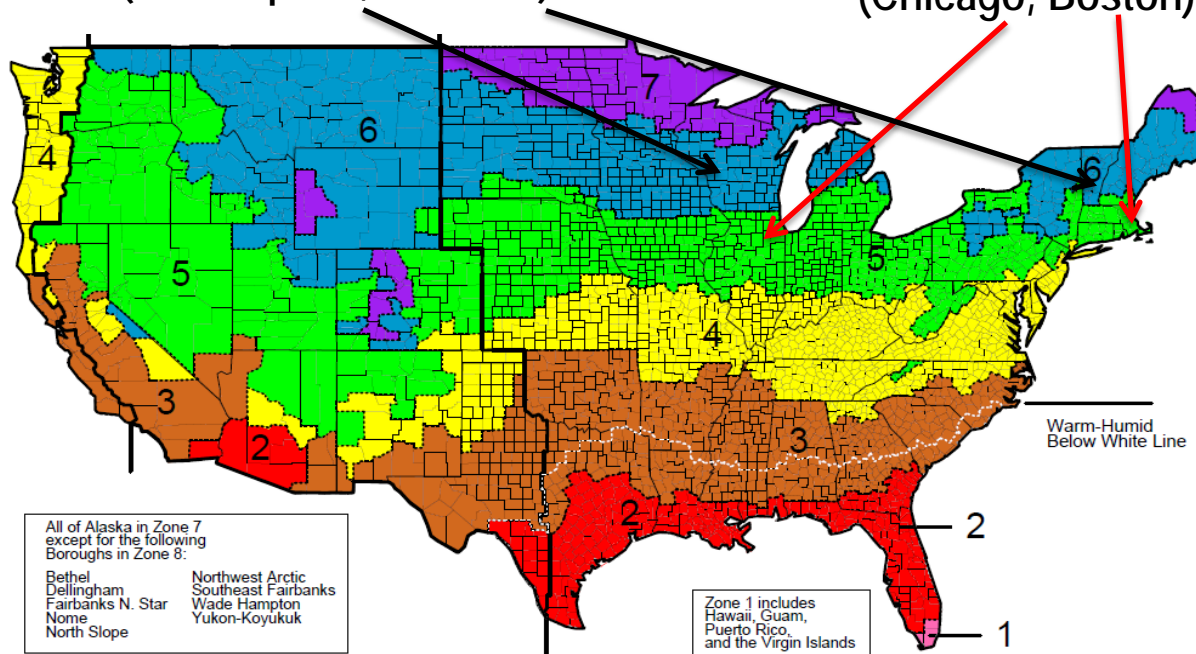 (Chicago, Boston)
7
6
4
6
5
5
4
3
3
2
Warm-Humid
Below White Line
2
2
1
All of Alaska in Zone 7
except for the following
Boroughs in Zone 8:
Bethel
Dellingham
Fairbanks N. Star
Nome
North Slope
Northwest Arctic
Southeast Fairbanks
Wade Hampton
Yukon-Koyukuk
Zone 1 includes
Hawaii, Guam,
Puerto Rico,
and the Virgin Islands